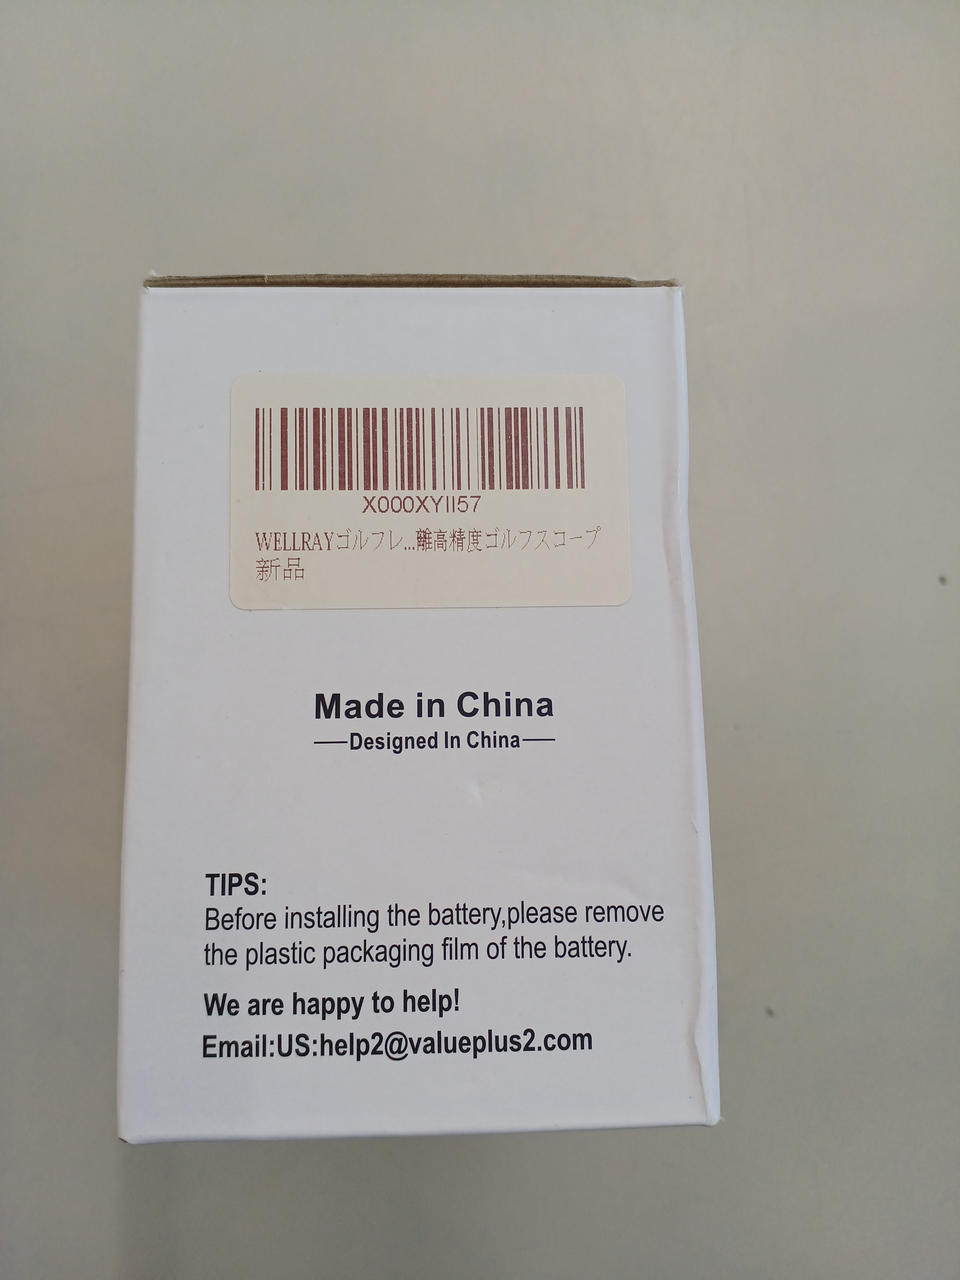 X000XYII57
WELLRAYゴルフレ...離高精度ゴルフスコープ
新品
Made in China
—Designed In China—
TIPS:
Before installing the battery,please remove
the plastic packaging film of the battery.
We are happy to help!
Email:US:help2@valueplus2.com